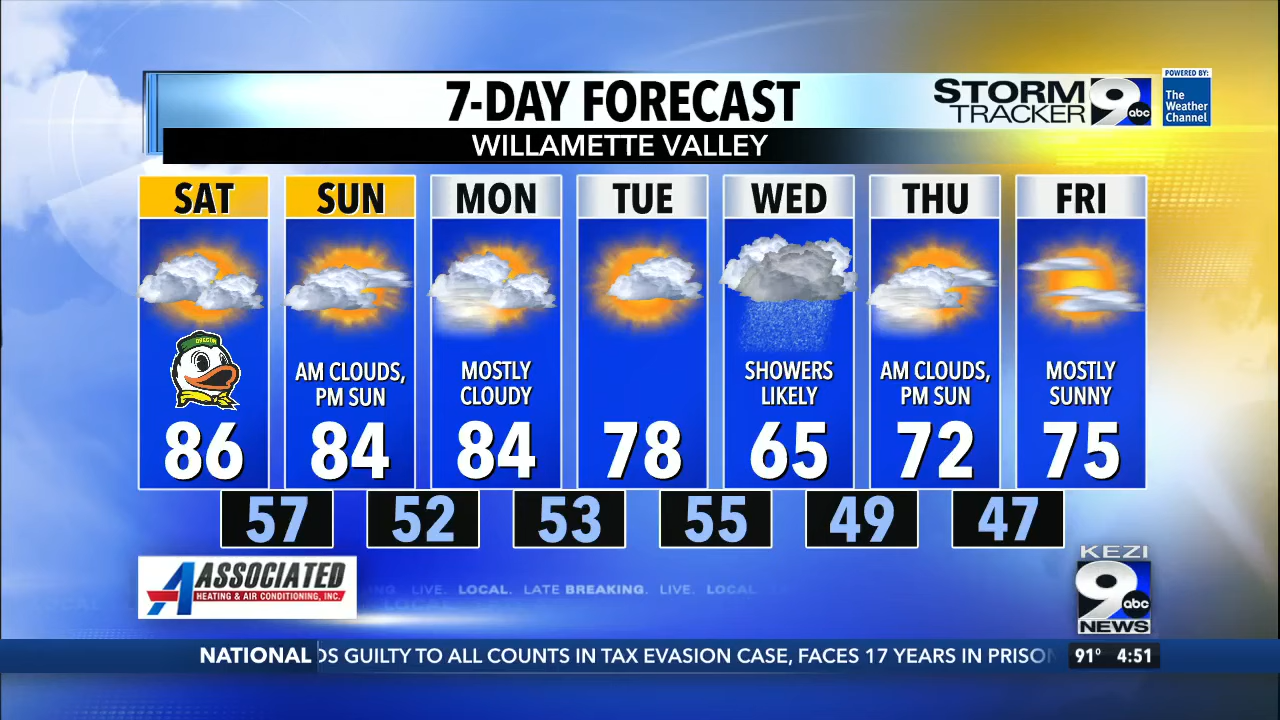 7-DAY FORECAST
WILLAMETTE VALLEY
STORM
TRACKER
9
abc
POWERED BY:
The
Weather
Channel
SAT
SUN
MON
TUE
WED
THU
FRI
OREGON
AM CLOUDS,
PM SUN
MOSTLY
CLOUDY
SHOWERS
LIKELY
AM CLOUDS,
PM SUN
MOSTLY
SUNNY
86
84
84
78
65
72
75
57
52
53
55
49
47
A ASSOCIATED
HEATING & AIR CONDITIONING, INC.
LIVE. LOCAL. LATE BREAKING. LIVE. LOCAL
LOCAL
LOCAL
KEZI
9
abc
NEWS
NATIONAL
DS GUILTY TO ALL COUNTS IN TAX EVASION CASE, FACES 17 YEARS IN PRISON
91° 4:51